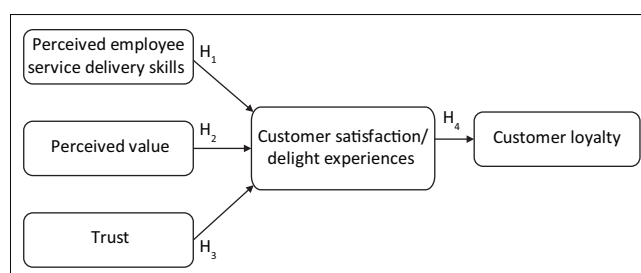 Perceived employee
service delivery skills
H₁
Perceived value
H₂
Trust
H₃
Customer satisfaction/
delight experiences
H₄
Customer loyalty